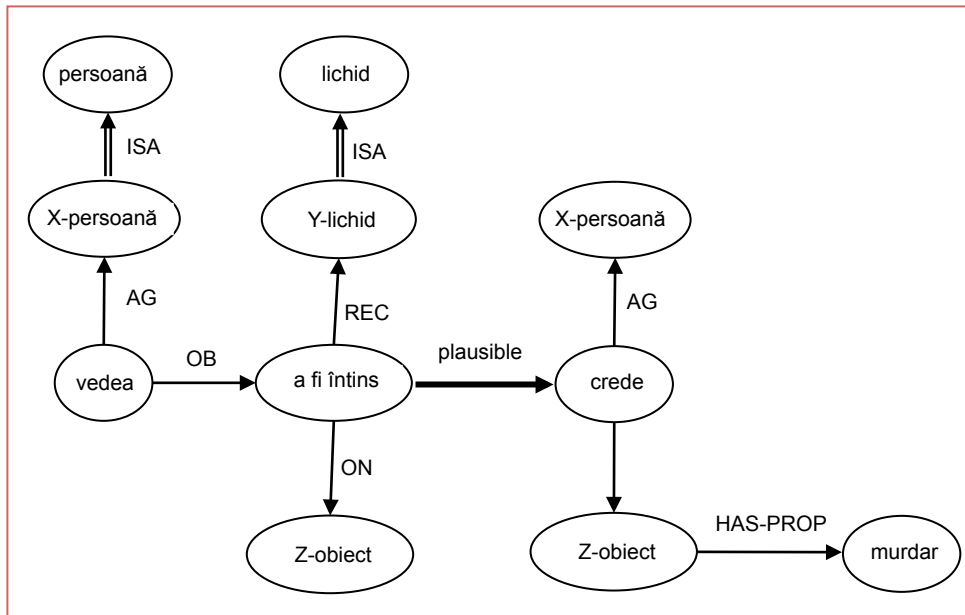 persoană
lichid
ISA
ISA
X-persoană
Y-lichid
X-persoană
AG
REC
AG
OB
plausible
vedea
a fi întins
crede
ON
HAS-PROP
Z-obiect
Z-obiect
murdar